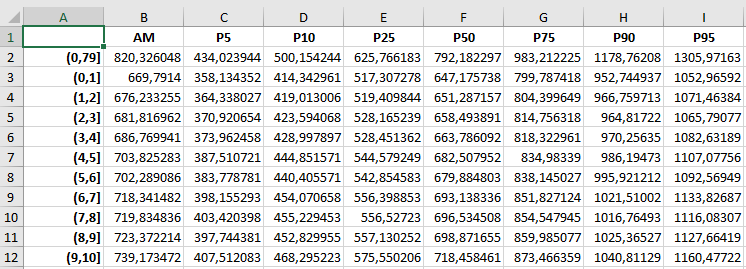 A B C D E F G H I
1 AM P5 P10 P25 P50 P75 P90 P95
2 (0,79] 820,326048 434,023944 500,154244 625,766183 792,182297 983,212225 1178,76208 1305,97163
3 (0,1] 669,7914 358,134352 414,342961 517,307278 647,175738 799,787418 952,744937 1052,96592
4 (1,2] 676,233255 364,338027 419,013006 519,409844 651,287157 804,399649 966,759713 1071,46384
5 (2,3] 681,816962 370,920654 423,594068 528,165239 658,493891 814,756318 964,81722 1065,79077
6 (3,4] 686,769941 373,962458 428,997897 528,451362 663,786092 818,322961 970,25635 1082,63189
7 (4,5] 703,825283 387,510721 444,851571 544,579249 682,507952 834,98339 986,19473 1107,07756
8 (5,6] 702,289086 383,778781 440,405571 542,854583 679,884803 838,145027 995,921212 1092,56949
9 (6,7] 718,341482 398,155293 454,070658 556,398853 693,138336 851,827124 1021,51002 1133,82687
10 (7,8] 719,834836 403,420398 455,229453 556,52723 696,534508 854,547945 1016,76493 1116,08307
11 (8,9] 723,372214 397,744381 452,829955 557,130252 698,871655 859,985077 1025,36527 1127,66419
12 (9,10] 739,173472 407,512083 468,295223 575,550206 718,458461 873,466359 1040,81129 1160,47722